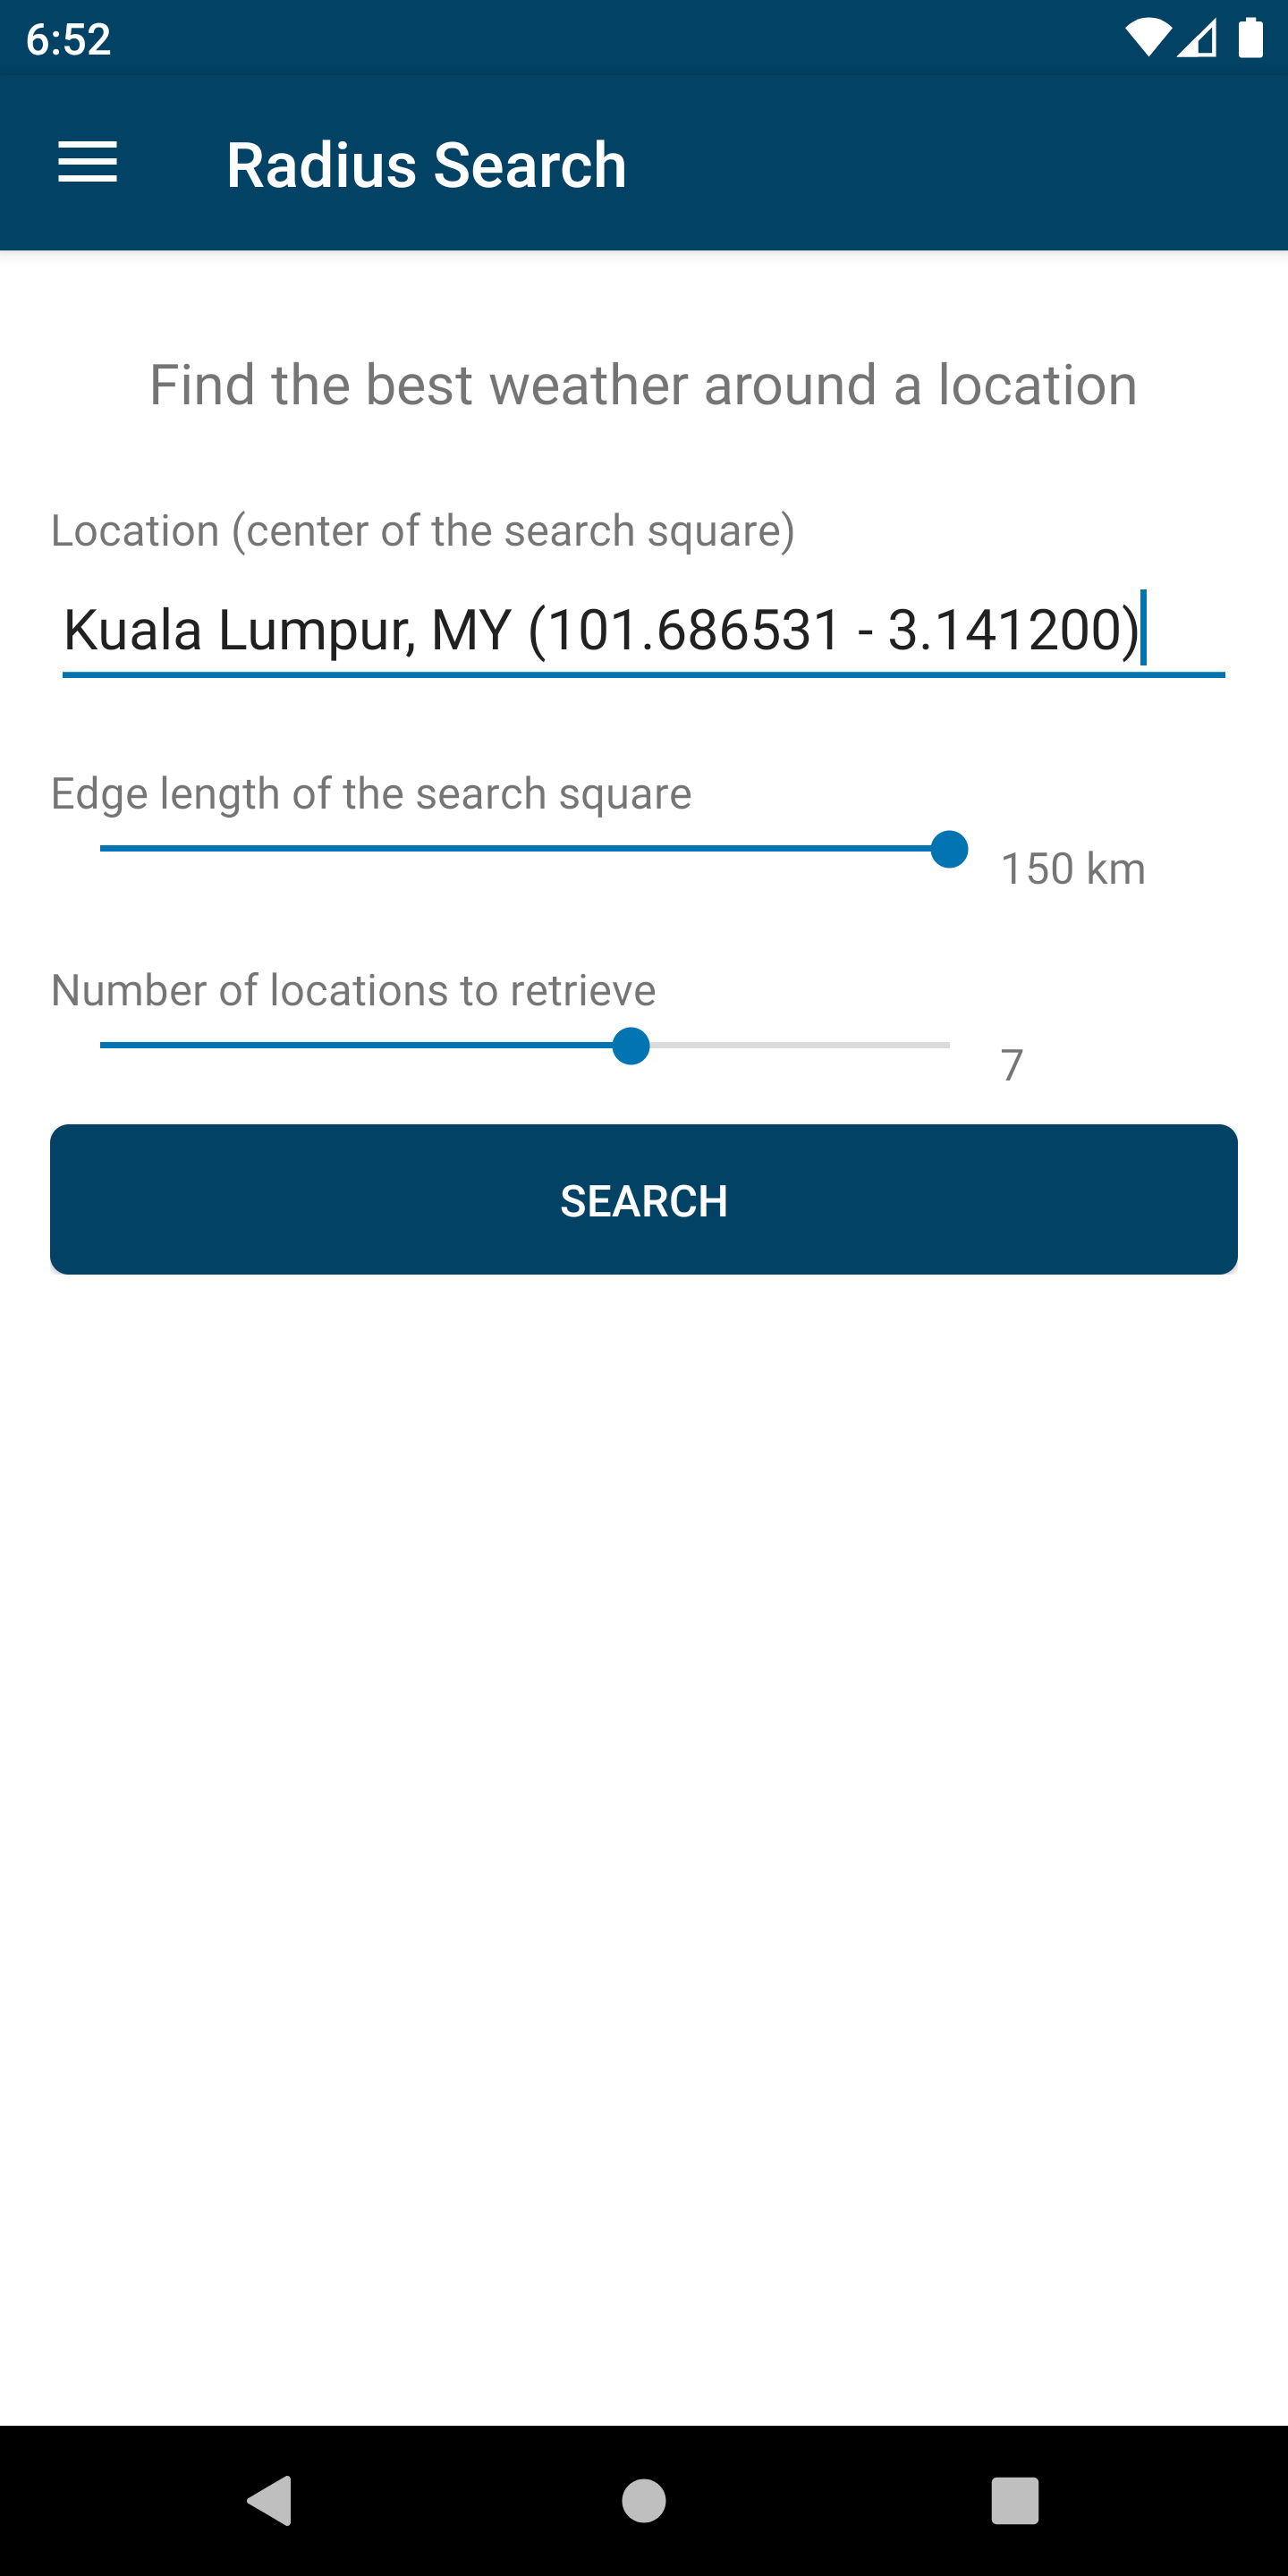 6:52
Radius Search
Find the best weather around a location
Location (center of the search square)
Kuala Lumpur, MY (101.686531 - 3.141200)
Edge length of the search square
150 km
Number of locations to retrieve
7
SEARCH